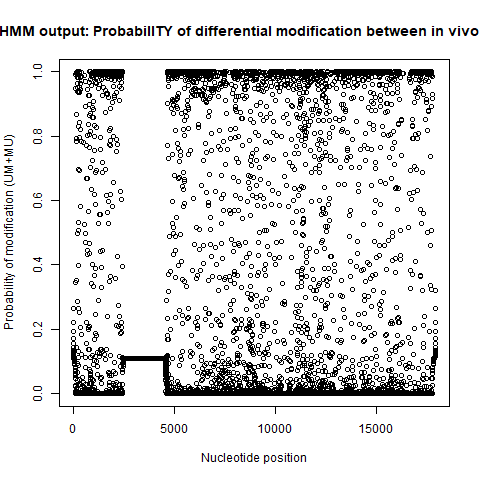 HMM output: ProbabilITY of differential modification between in vivo
Probability of modification (UM+MU)
1.0
0.8
0.6
0.4
0.2
0.0
0 5000 10000 15000
Nucleotide position